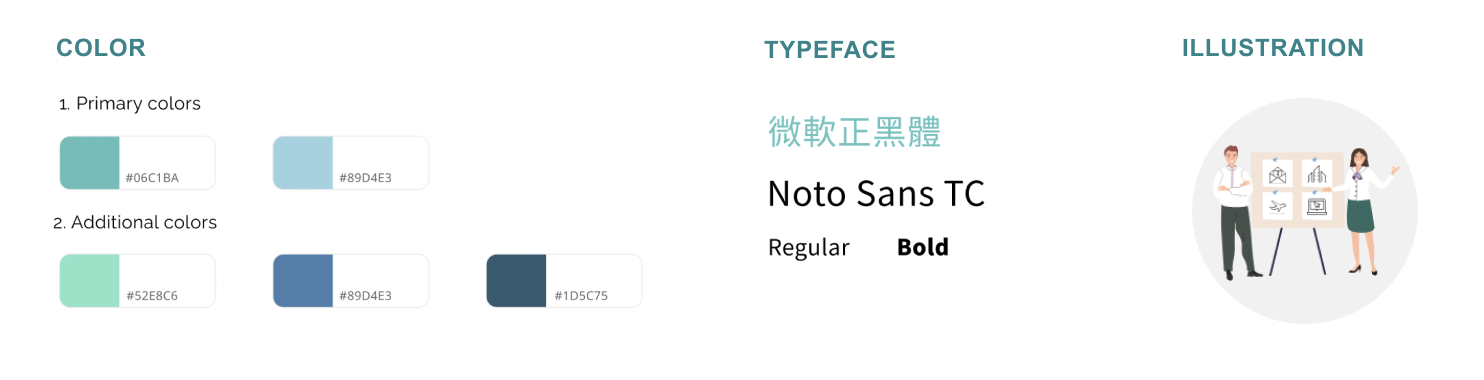 COLOR
1. Primary colors
#06C1BA
#89D4E3
2. Additional colors
#52E8C6
#89D4E3
#1D5C75
TYPEFACE
微軟正黑體
Noto Sans TC
Regular Bold
ILLUSTRATION